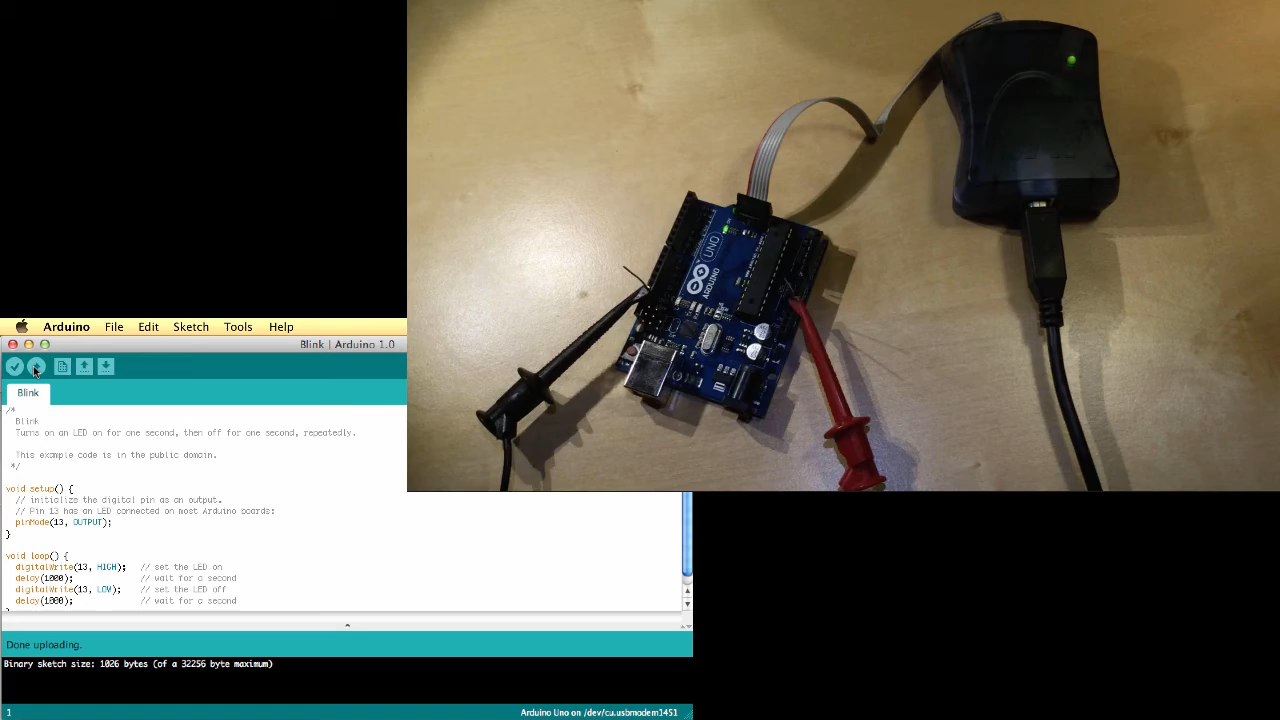 UNO
ARDUINO
Arduino File Edit Sketch Tools Help
Blink | Arduino 1.0
Blink
/*
Blink
Turns on an LED on for one second, then off for one second, repeatedly.
This example code is in the public domain.
*/
void setup() {
// initialize the digital pin as an output.
// Pin 13 has an LED connected on most Arduino boards:
pinMode(13, OUTPUT);
}
void loop() {
digitalWrite(13, HIGH); // set the LED on
delay(1000); // wait for a second
digitalWrite(13, LOW); // set the LED off
delay(1000); // wait for a second
Done uploading.
Binary sketch size: 1026 bytes (of a 32256 byte maximum)
1 Arduino Uno on /dev/cu.usbmodem1451